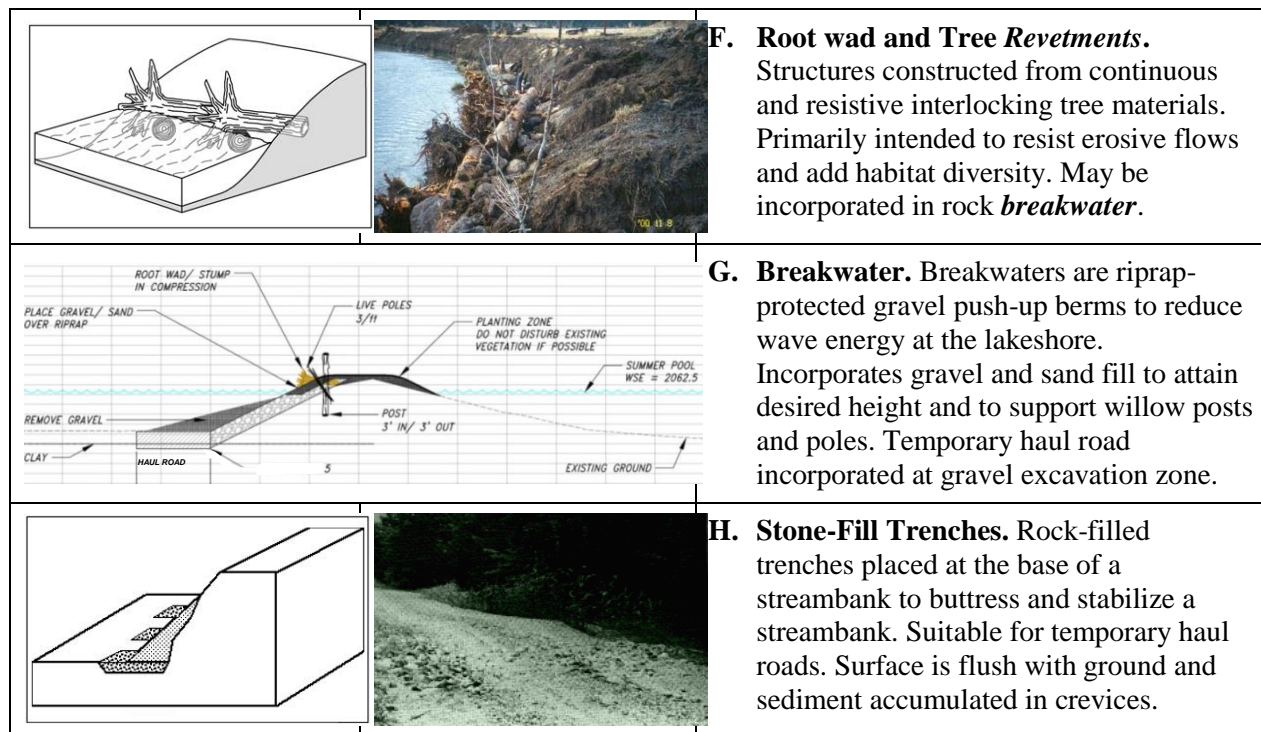 F. Root wad and Tree Revetments.
Structures constructed from continuous
and resistive interlocking tree materials.
Primarily intended to resist erosive flows
and add habitat diversity. May be
incorporated in rock breakwater.
'00 11 8
ROOT WAD/ STUMP
IN COMPRESSION
PLACE GRAVEL/ SAND
OVER RIPRAP
LIVE POLES
3/ft
PLANTING ZONE
DO NOT DISTURB EXISTING
VEGETATION IF POSSIBLE
SUMMER POOL
WSE = 2062.5
REMOVE GRAVEL
POST
3' IN/ 3' OUT
CLAY
HAUL ROAD
5
EXISTING GROUND
G. Breakwater. Breakwaters are riprap-
protected gravel push-up berms to reduce
wave energy at the lakeshore.
Incorporates gravel and sand fill to attain
desired height and to support willow posts
and poles. Temporary haul road
incorporated at gravel excavation zone.
H. Stone-Fill Trenches. Rock-filled
trenches placed at the base of a
streambank to buttress and stabilize a
streambank. Suitable for temporary haul
roads. Surface is flush with ground and
sediment accumulated in crevices.